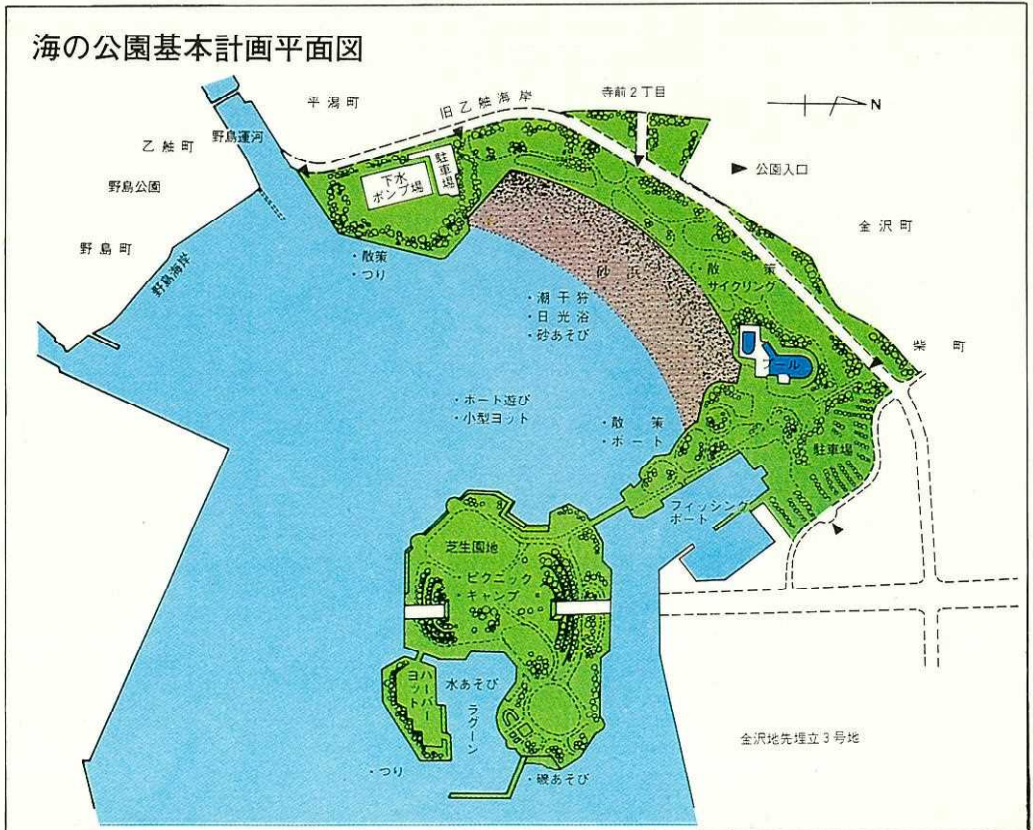 海の公園基本計画平面図
平潟町
旧乙舳海岸
寺前2丁目
N
乙舳町
野島運河
野島公園
野島町
野島海岸
下水
ポンプ場
駐車場
▶ 公園入口
金沢町
柴町
・散策
・つり
砂浜
・潮干狩
・日光浴
・砂あそび
・散策
サイクリング
プール
・ボート遊び
・小型ヨット
・散策
・ボート
駐車場
フィッシング
ポート
芝生園地
・ピクニック
キャンプ
水あそび
ラグーン
ヨット
ハーバー
・つり
・磯あそび
金沢地先埋立3号地